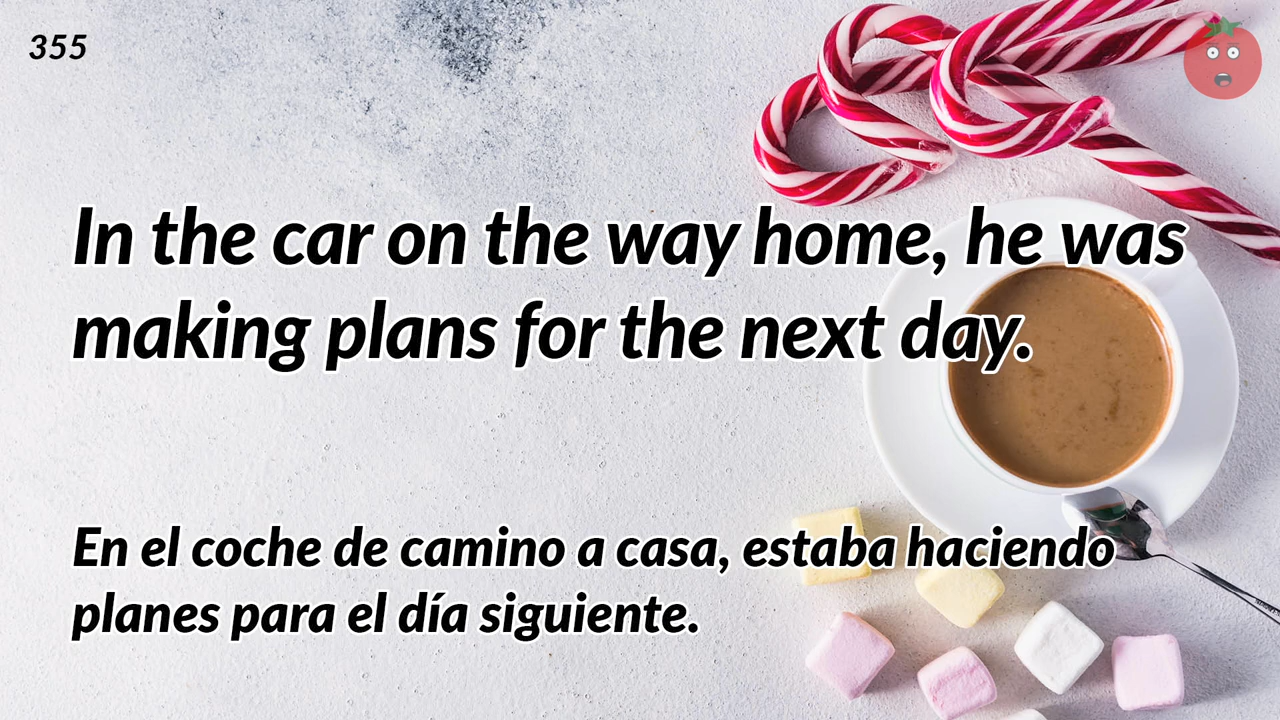 355
In the car on the way home, he was
making plans for the next day.
En el coche de camino a casa, estaba haciendo
planes para el día siguiente.